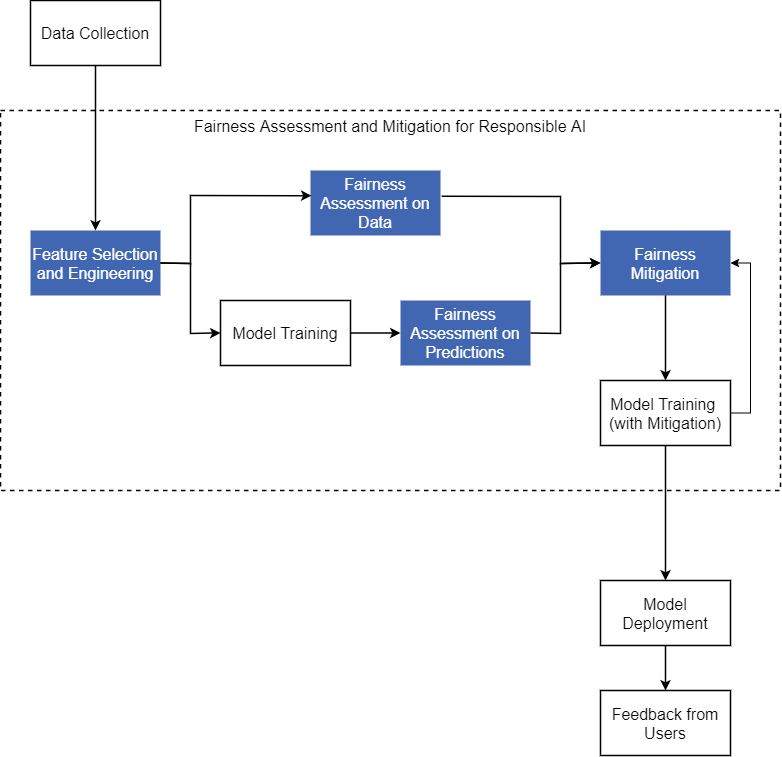 Data Collection
Fairness Assessment and Mitigation for Responsible AI
Fairness
Assessment on
Data
Feature Selection
and Engineering
Fairness
Mitigation
Model Training
Fairness
Assessment on
Predictions
Model Training
(with Mitigation)
Model
Deployment
Feedback from
Users